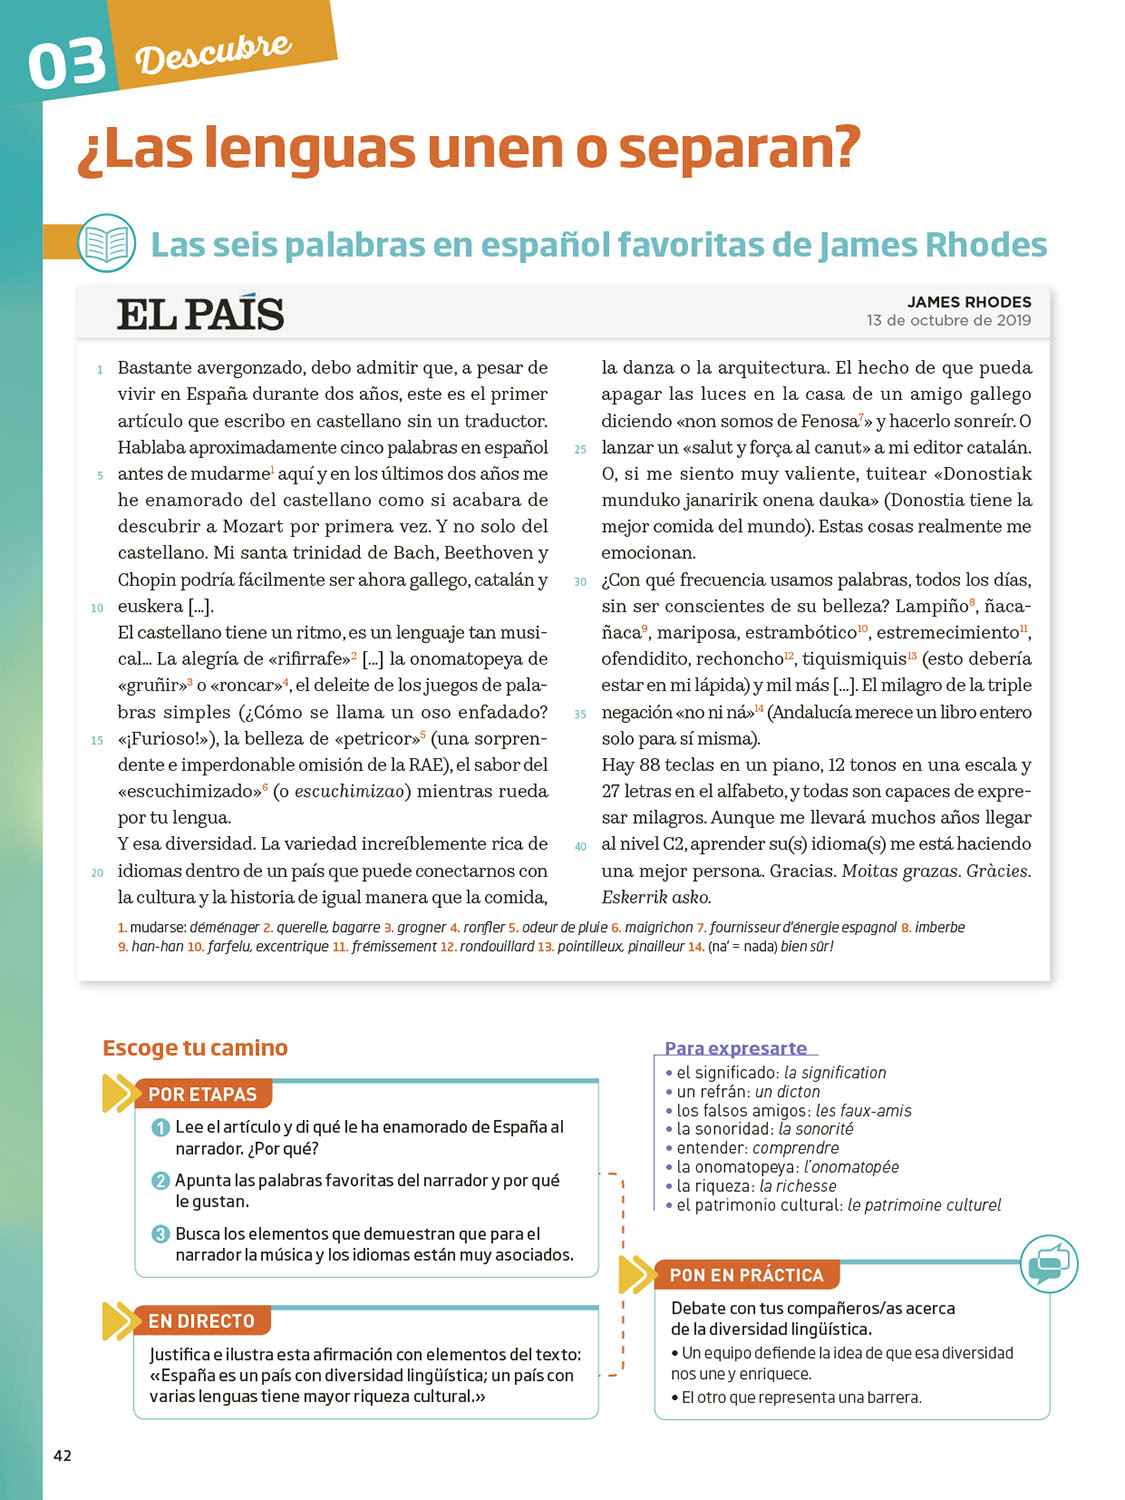 03 Descubre
¿Las lenguas unen o separan?
Las seis palabras en español favoritas de James Rhodes
EL PAÍS
JAMES RHODES
13 de octubre de 2019
1 Bastante avergonzado, debo admitir que, a pesar de
vivir en España durante dos años, este es el primer
artículo que escribo en castellano sin un traductor.
Hablaba aproximadamente cinco palabras en español
5 antes de mudarme1 aquí y en los últimos dos años me
he enamorado del castellano como si acabara de
descubrir a Mozart por primera vez. Y no solo del
castellano. Mi santa trinidad de Bach, Beethoven y
Chopin podría fácilmente ser ahora gallego, catalán y
10 euskera [...].
El castellano tiene un ritmo, es un lenguaje tan musi-
cal... La alegría de «rifirrafe»2 [...] la onomatopeya de
«gruñir»3 o «roncar»4, el deleite de los juegos de pala-
bras simples (¿Cómo se llama un oso enfadado?
15 «¡Furioso!»), la belleza de «petricor»5 (una sorpren-
dente e imperdonable omisión de la RAE), el sabor del
«escuchimizado»6 (o escuchimizao) mientras rueda
por tu lengua.
Y esa diversidad. La variedad increíblemente rica de
20 idiomas dentro de un país que puede conectarnos con
la cultura y la historia de igual manera que la comida,
la danza o la arquitectura. El hecho de que pueda
apagar las luces en la casa de un amigo gallego
diciendo «non somos de Fenosa7» y hacerlo sonreír. O
25 lanzar un «salut y força al canut» a mi editor catalán.
O, si me siento muy valiente, tuitear «Donostiak
munduko janaririk onena dauka» (Donostia tiene la
mejor comida del mundo). Estas cosas realmente me
emocionan.
30 ¿Con qué frecuencia usamos palabras, todos los días,
sin ser conscientes de su belleza? Lampiño8, ñaca-
ñaca9, mariposa, estrambótico10, estremecimiento11,
ofendidito, rechoncho12, tiquismiquis13 (esto debería
estar en mi lápida) y mil más [...]. El milagro de la triple
35 negación «no ni ná»14 (Andalucía merece un libro entero
solo para sí misma).
Hay 88 teclas en un piano, 12 tonos en una escala y
27 letras en el alfabeto, y todas son capaces de expre-
sar milagros. Aunque me llevará muchos años llegar
40 al nivel C2, aprender su(s) idioma(s) me está haciendo
una mejor persona. Gracias. Moitas grazas. Gràcies.
Eskerrik asko.
1. mudarse: déménager 2. querelle, bagarre 3. grogner 4. ronfler 5. odeur de pluie 6. maigrichon 7. fournisseur d'énergie espagnol 8. imberbe
9. han-han 10. farfelu, excentrique 11. frémissement 12. rondouillard 13. pointilleux, pinailleur 14. (na' = nada) bien sûr!
Escoge tu camino
POR ETAPAS
1 Lee el artículo y di qué le ha enamorado de España al
narrador. ¿Por qué?
2 Apunta las palabras favoritas del narrador y por qué
le gustan.
3 Busca los elementos que demuestran que para el
narrador la música y los idiomas están muy asociados.
EN DIRECTO
Justifica e ilustra esta afirmación con elementos del texto:
«España es un país con diversidad lingüística; un país con
varias lenguas tiene mayor riqueza cultural.»
Para expresarte
• el significado: la signification
• un refrán: un dicton
• los falsos amigos: les faux-amis
• la sonoridad: la sonorité
• entender: comprendre
• la onomatopeya: l'onomatopée
• la riqueza: la richesse
• el patrimonio cultural: le patrimoine culturel
PON EN PRÁCTICA
Debate con tus compañeros/as acerca
de la diversidad lingüística.
• Un equipo defiende la idea de que esa diversidad
nos une y enriquece.
• El otro que representa una barrera.
42